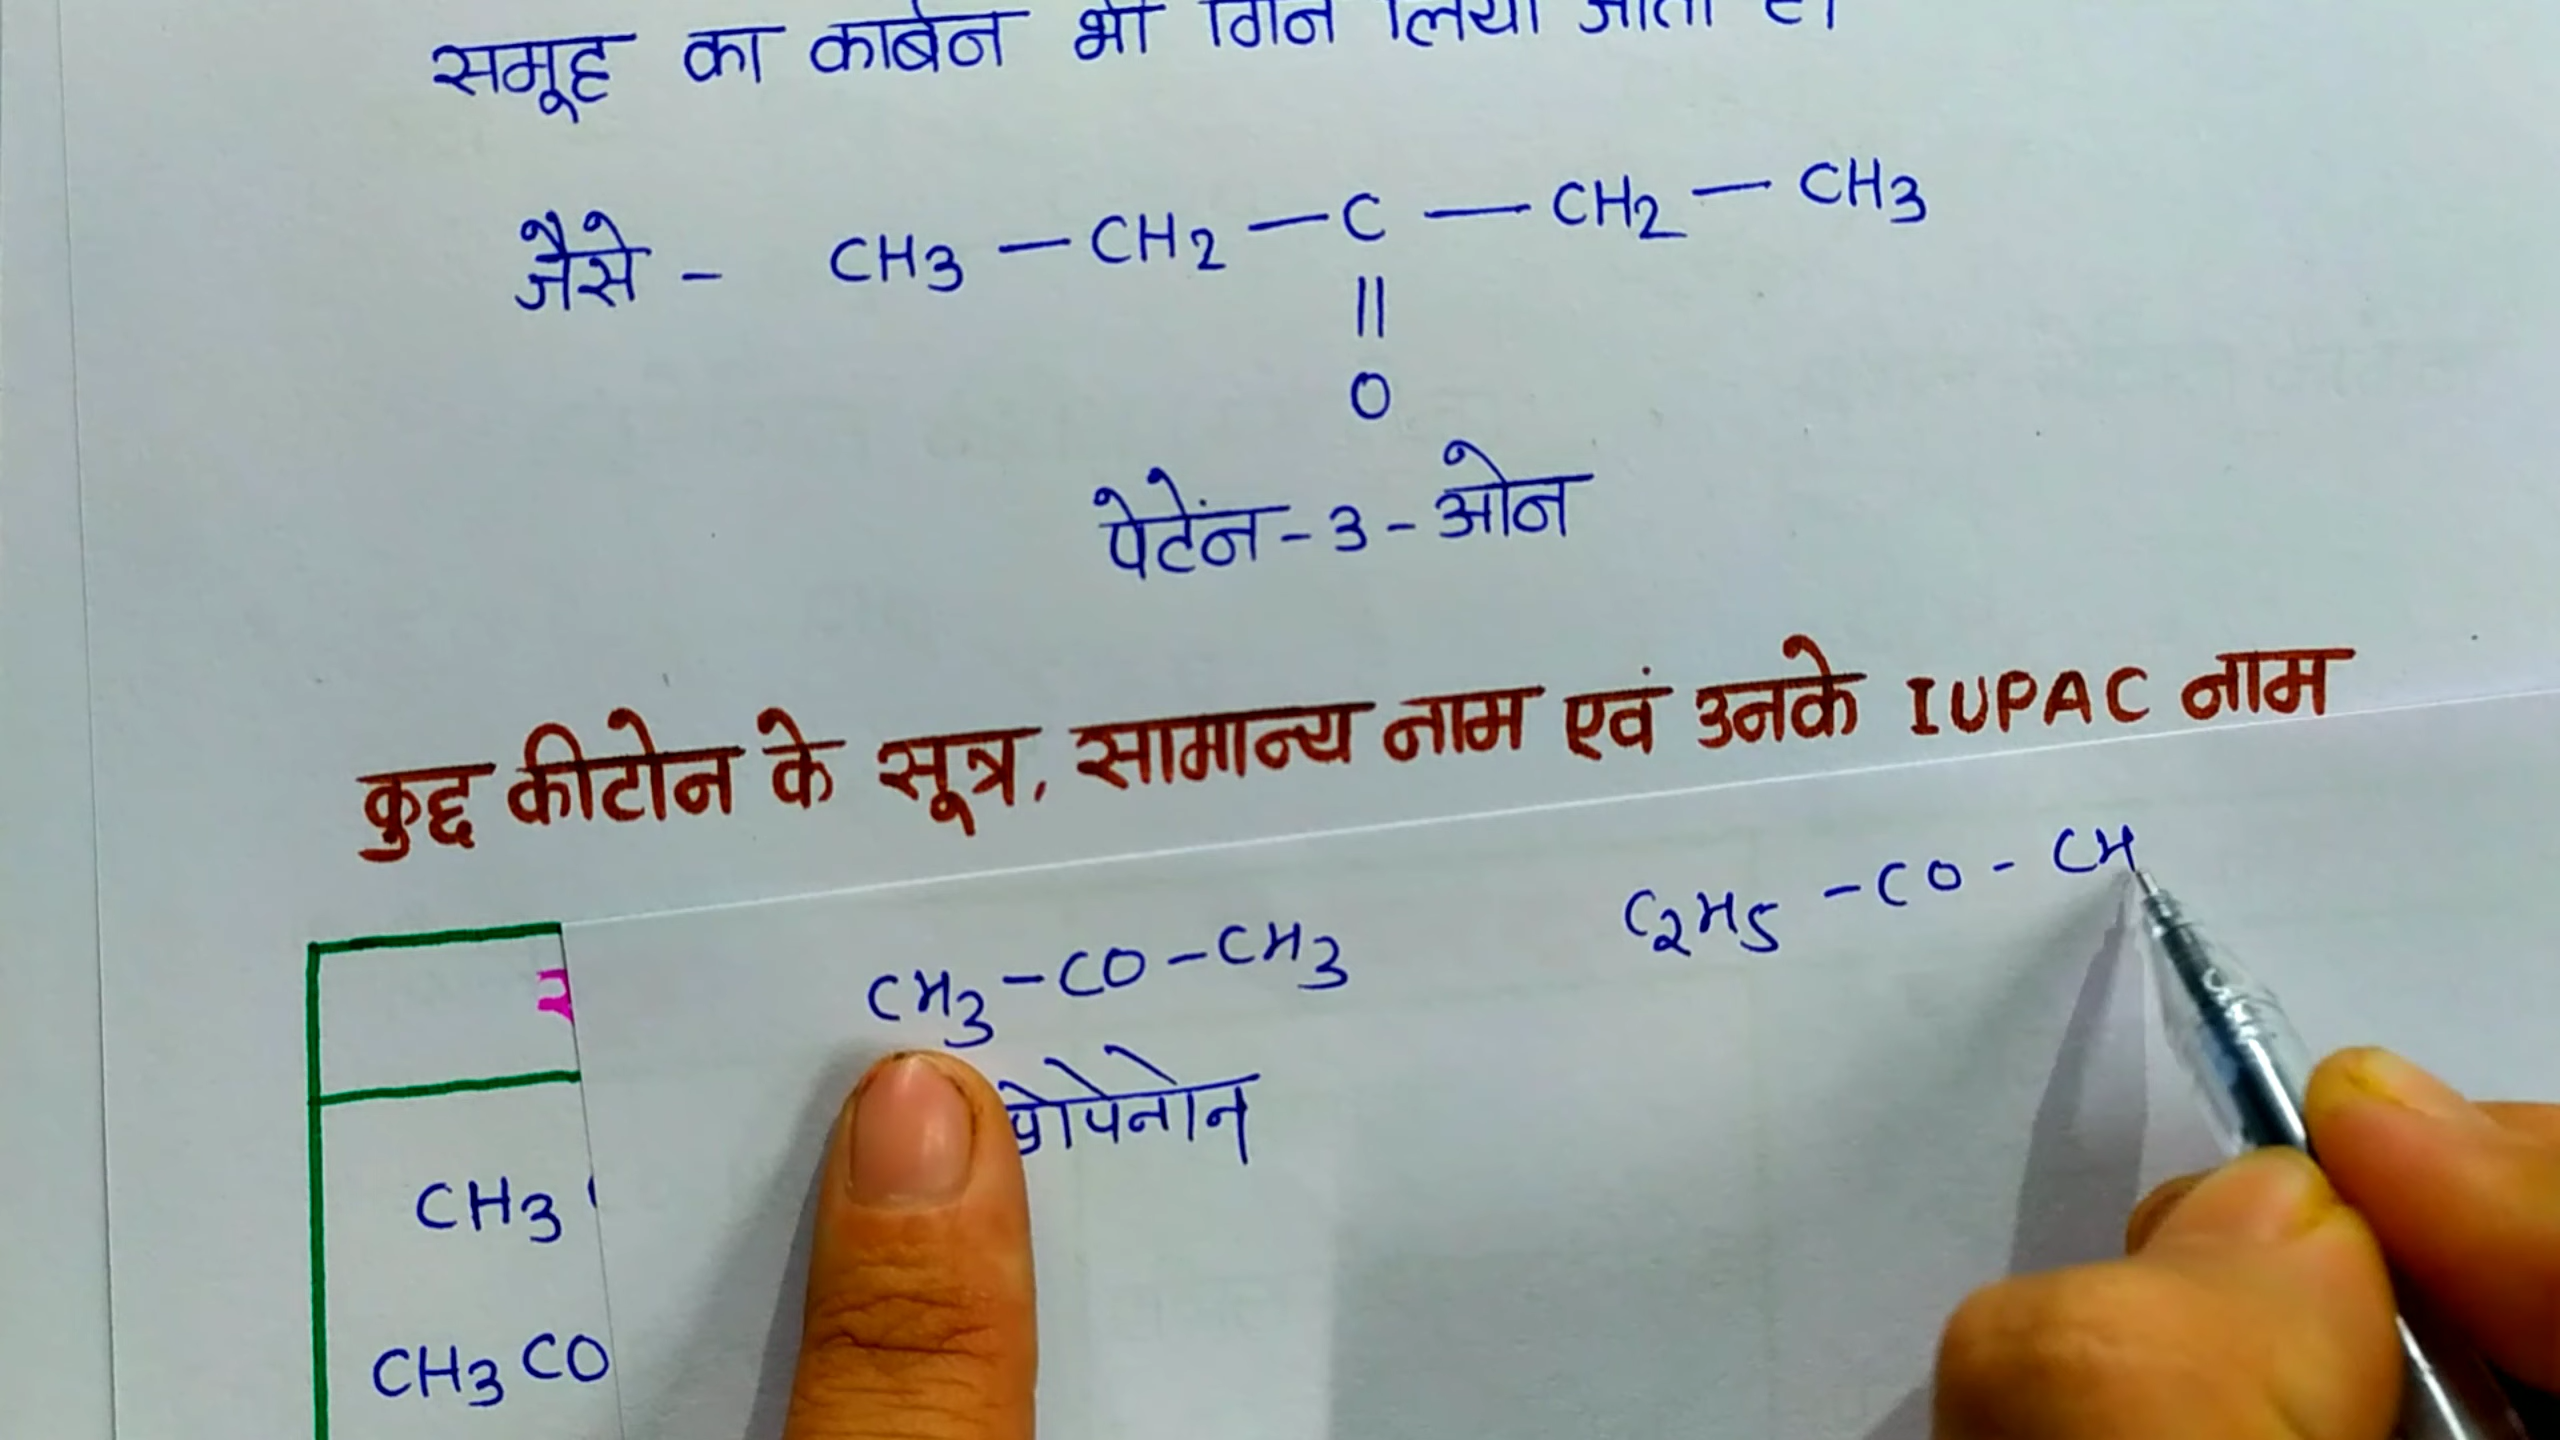 समूह का कार्बन भी गिन लिया जाता है।
जैसे - CH3 — CH2 — C — CH2 — CH3
||
O
पेटेंन - 3 - ओन
कुछ कीटोन के सूत्र, सामान्य नाम एवं उनके IUPAC नाम
CH3 - CO - CH3 C2H5 - CO - CH
प्रोपेनोन
CH3
CH3 CO